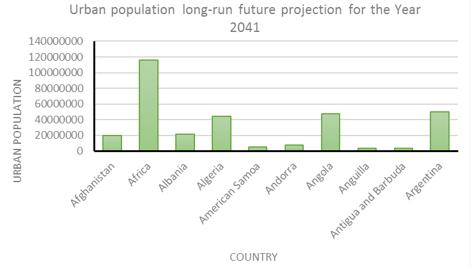 Urban population long-run future projection for the Year
2041
140000000
120000000
100000000
80000000
60000000
40000000
20000000
0
URBAN POPULATION
Afghanistan
Africa
Albania
Algeria
American Samoa
Andorra
Angola
Anguilla
Antigua and Barbuda
Argentina
COUNTRY